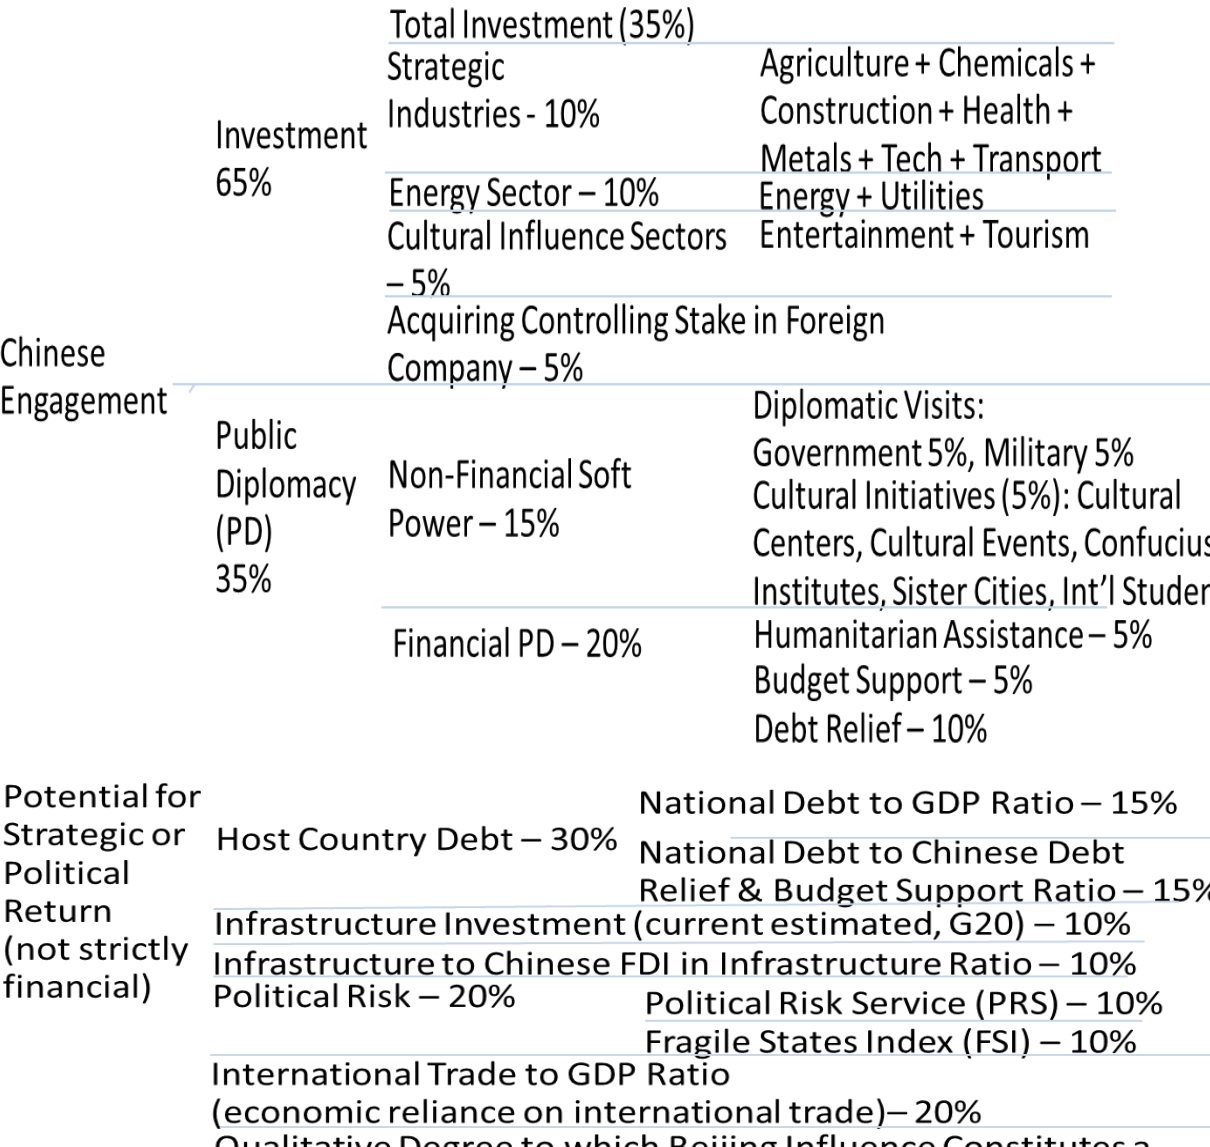 Total Investment (35%)
Strategic
Industries - 10%
Agriculture + Chemicals +
Construction + Health +
Metals + Tech + Transport
Investment
65%
Energy Sector – 10%
Energy + Utilities
Cultural Influence Sectors
– 5%
Entertainment + Tourism
Acquiring Controlling Stake in Foreign
Company – 5%
Chinese
Engagement
Public
Diplomacy
(PD)
35%
Non-Financial Soft
Power – 15%
Diplomatic Visits:
Government 5%, Military 5%
Cultural Initiatives (5%): Cultural
Centers, Cultural Events, Confucius
Institutes, Sister Cities, Int’l
Financial PD – 20%
Humanitarian Assistance – 5%
Budget Support – 5%
Debt Relief – 10%
Potential for
Strategic or
Political
Return
(not strictly
financial)
Host Country Debt – 30%
National Debt to GDP Ratio – 15%
National Debt to Chinese Debt
Relief & Budget Support Ratio – 15%
Infrastructure Investment (current estimated, G20) – 10%
Infrastructure to Chinese FDI in Infrastructure Ratio – 10%
Political Risk – 20%
Political Risk Service (PRS) – 10%
Fragile States Index (FSI) – 10%
International Trade to GDP Ratio
(economic reliance on international trade)– 20%
Qualitative Degree to which Beijing Influence Constitutes a